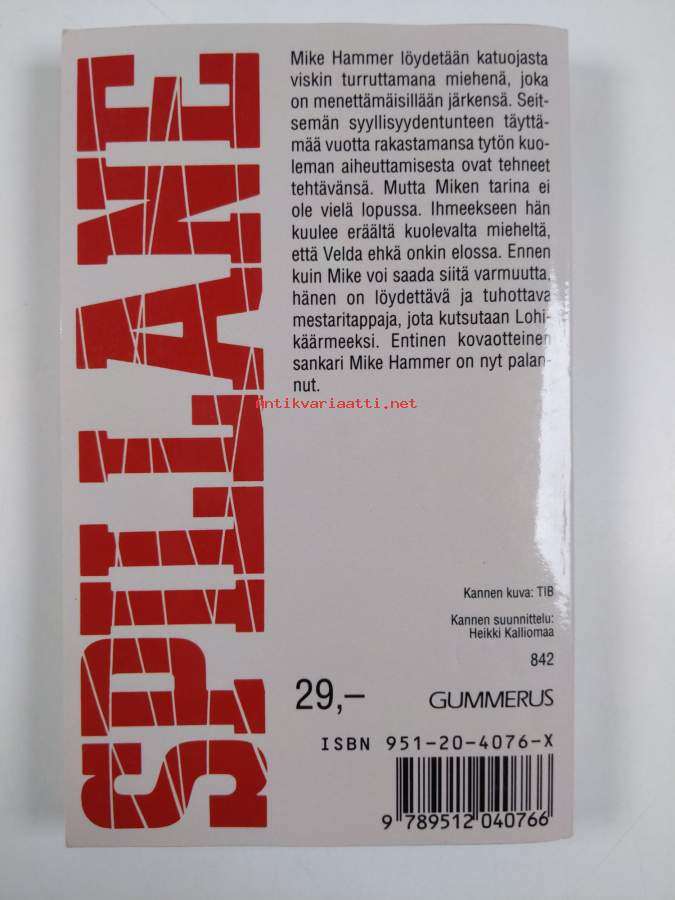 SPILLANE
Mike Hammer löydetään katuojasta
viskin turruttamana miehenä, joka
on menettämäisillään järkensä. Seit-
semän syyllisyydentunteen täyttä-
mää vuotta rakastamansa tytön kuo-
leman aiheuttamisesta ovat tehneet
tehtävänsä. Mutta Miken tarina ei
ole vielä lopussa. Ihmeekseen hän
kuulee eräältä kuolevalta mieheltä,
että Velda ehkä onkin elossa. Ennen
kuin Mike voi saada siitä varmuutta,
hänen on löydettävä ja tuhottava
mestaritappaja, jota kutsutaan Lohi-
käärmeeksi. Entinen kovaotteinen
sankari Mike Hammer on nyt palan-
nut.
Antikvariaatti.net
Kannen kuva: TIB
Kannen suunnittelu:
Heikki Kalliomaa
842
29,–
GUMMERUS
ISBN 951-20-4076-X
9 789512 040766